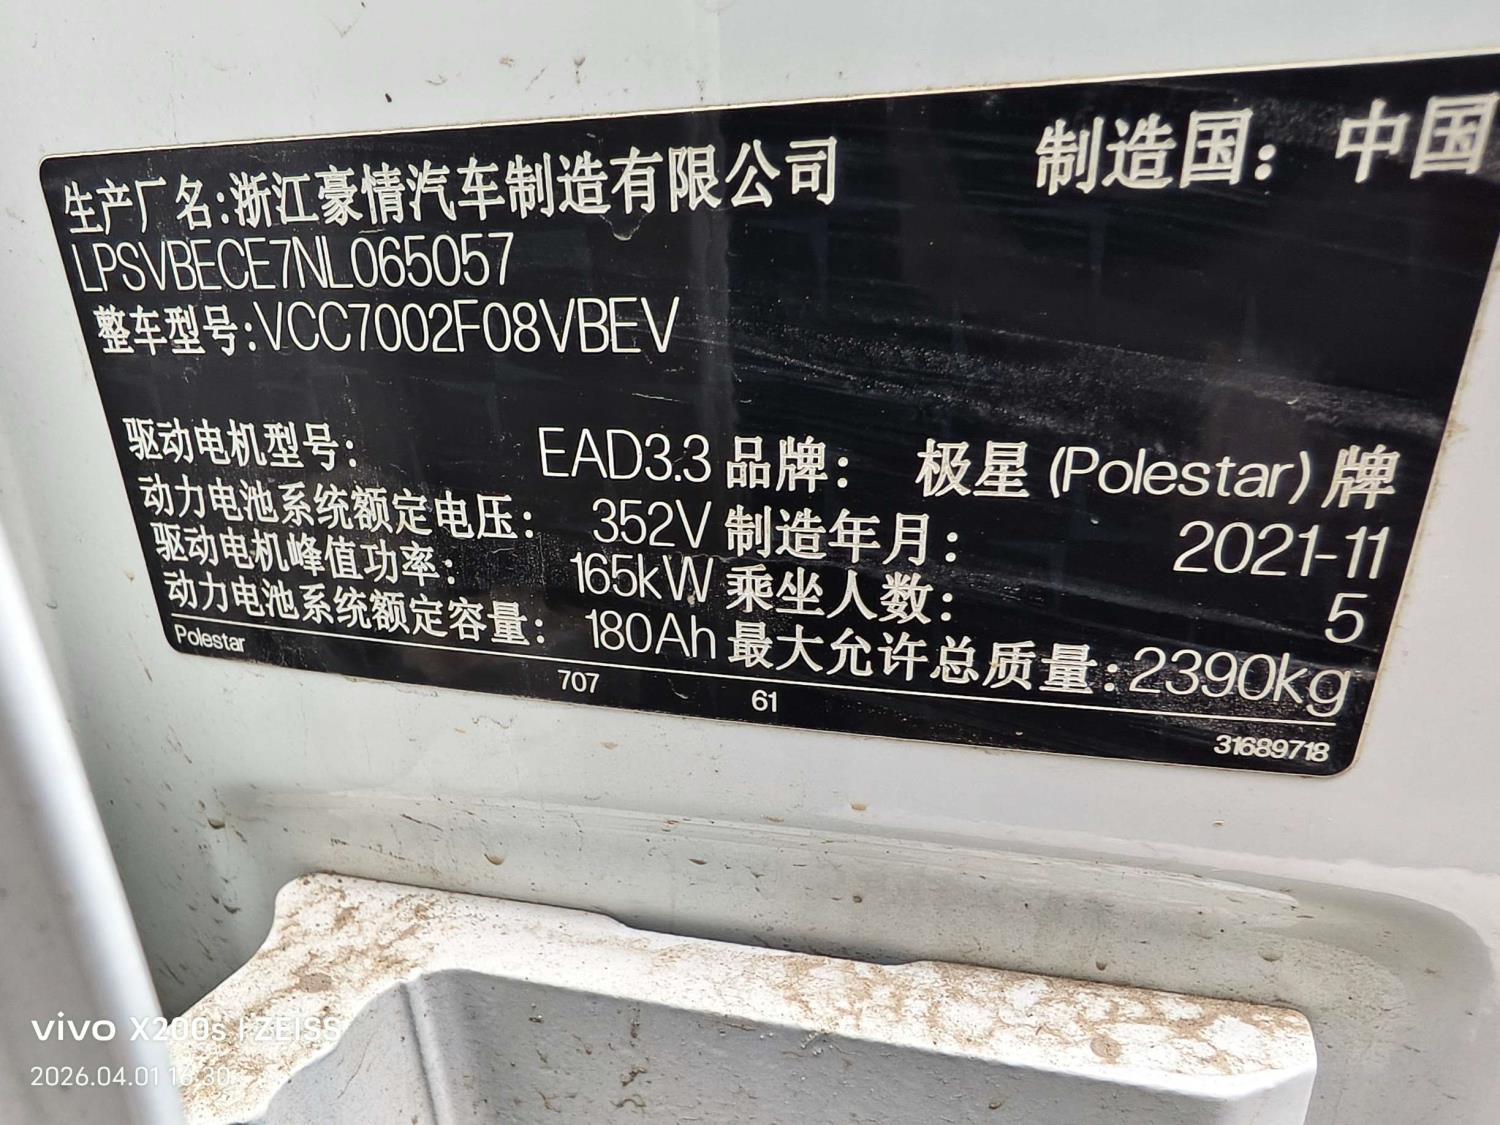 生产厂名:浙江豪情汽车制造有限公司 制造国: 中国
LPSVBECE7NL065057
整车型号:VCC7002F08VBEV
驱动电机型号: EAD3.3 品牌: 极星(Polestar)牌
动力电池系统额定电压: 352V 制造年月: 2021-11
驱动电机峰值功率: 165kW 乘坐人数: 5
动力电池系统额定容量: 180Ah 最大允许总质量:2390kg
Polestar 707 61 31689718
vivo X200s | ZEISS
2026.04.01 16:30